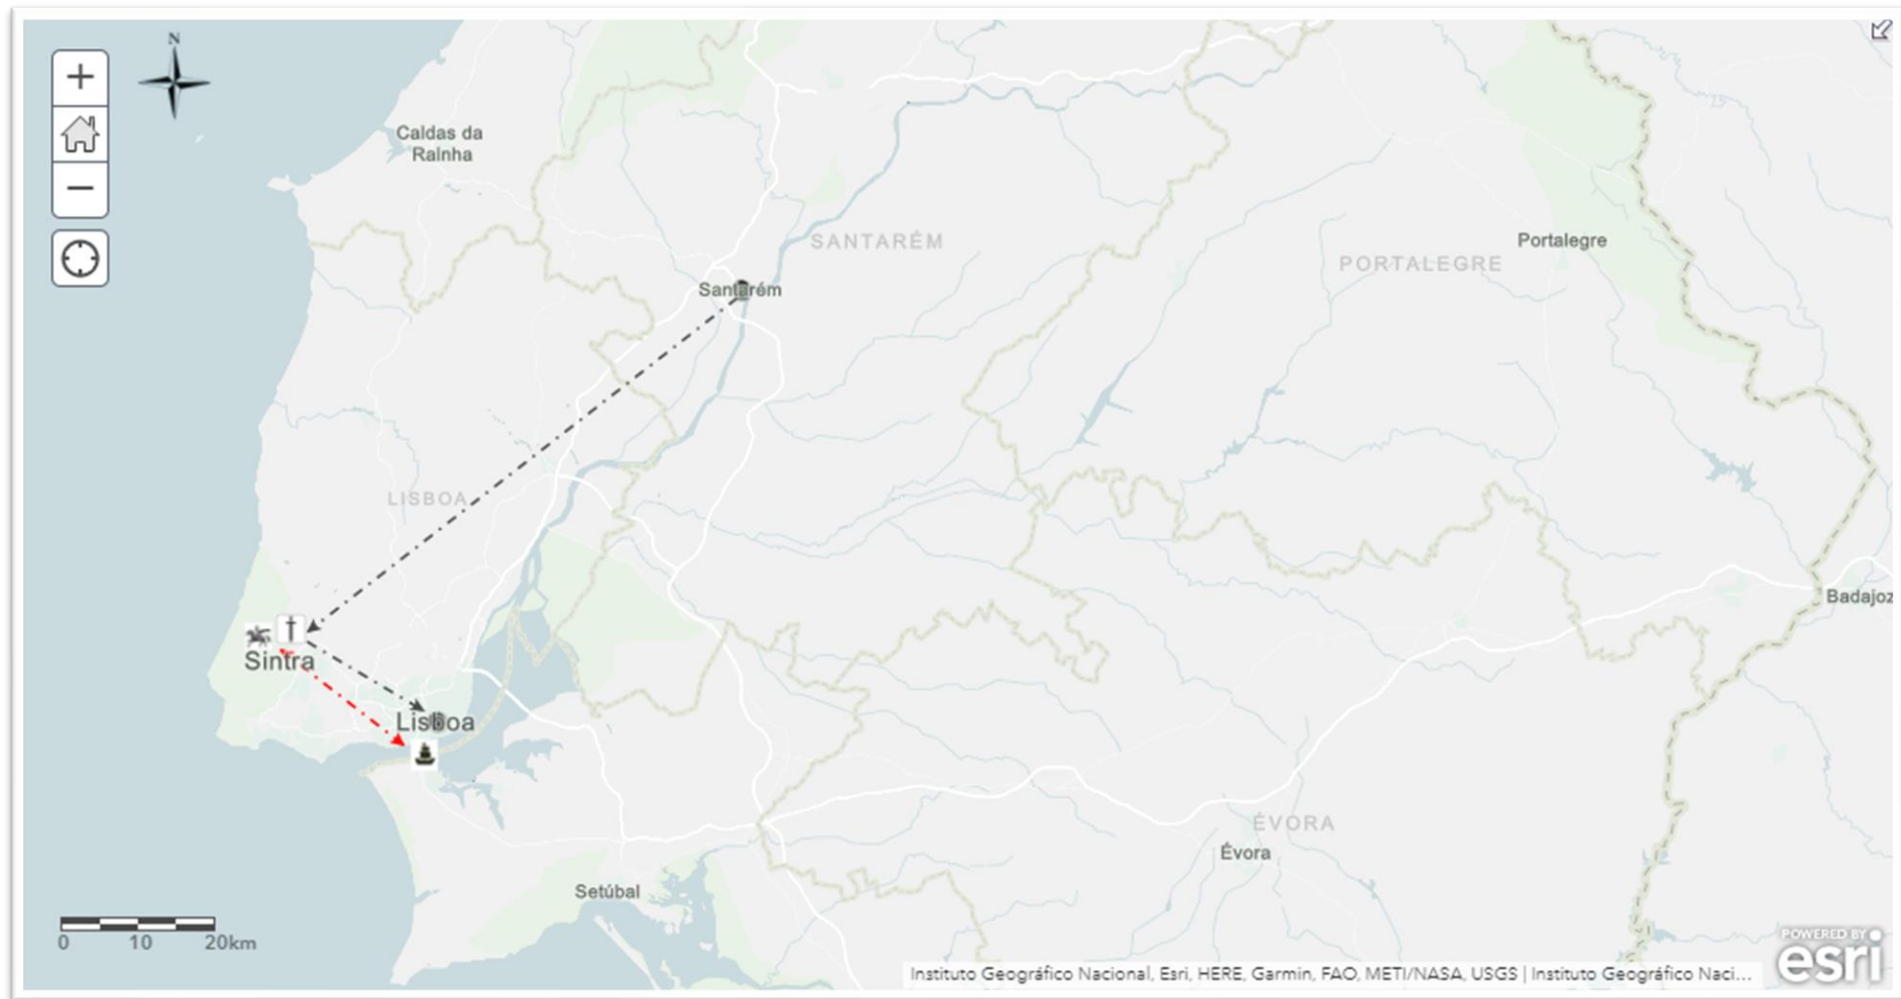 N
Caldas da
Rainha
SANTARÉM
Portalegre
PORTALEGRE
Santarém
LISBOA
Badajoz
Sintra
Lisboa
ÉVORA
Évora
Setúbal
0 10 20km
POWERED BY
esri
Instituto Geográfico Nacional, Esri, HERE, Garmin, FAO, METI/NASA, USGS | Instituto Geográfico Naci...